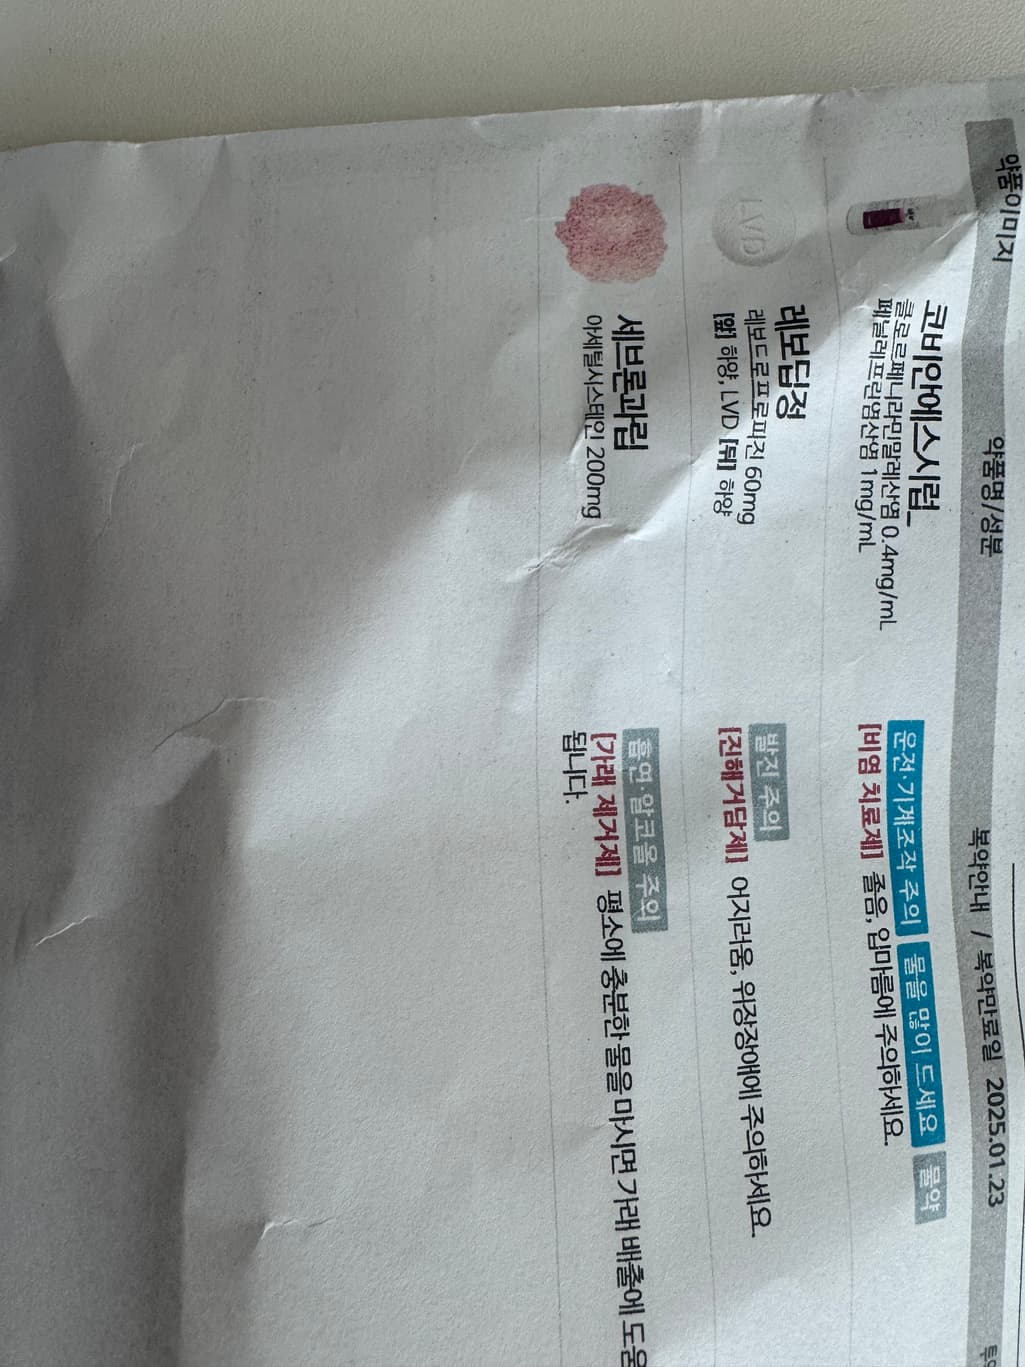 약품이미지 약품명/성분 복약안내 / 복약만료일 2025.01.23
코비안에스시럽_
클로르페니라민말레산염 0.4mg/mL
페닐레프린염산염 1mg/mL
운전·기계조작 주의 물을 많이 드세요 물약
[비염 치료제] 졸음, 입마름에 주의하세요.
LVD
레보딥정
레보드로프로피진 60mg
[앞] 하양, LVD [뒤] 하양
발진 주의
[진해거담제] 어지러움, 위장장애에 주의하세요.
세브론과립
아세틸시스테인 200mg
흡연·알코올 주의
[가래 제거제] 평소에 충분한 물을 마시면 가래 배출에 도움
됩니다.